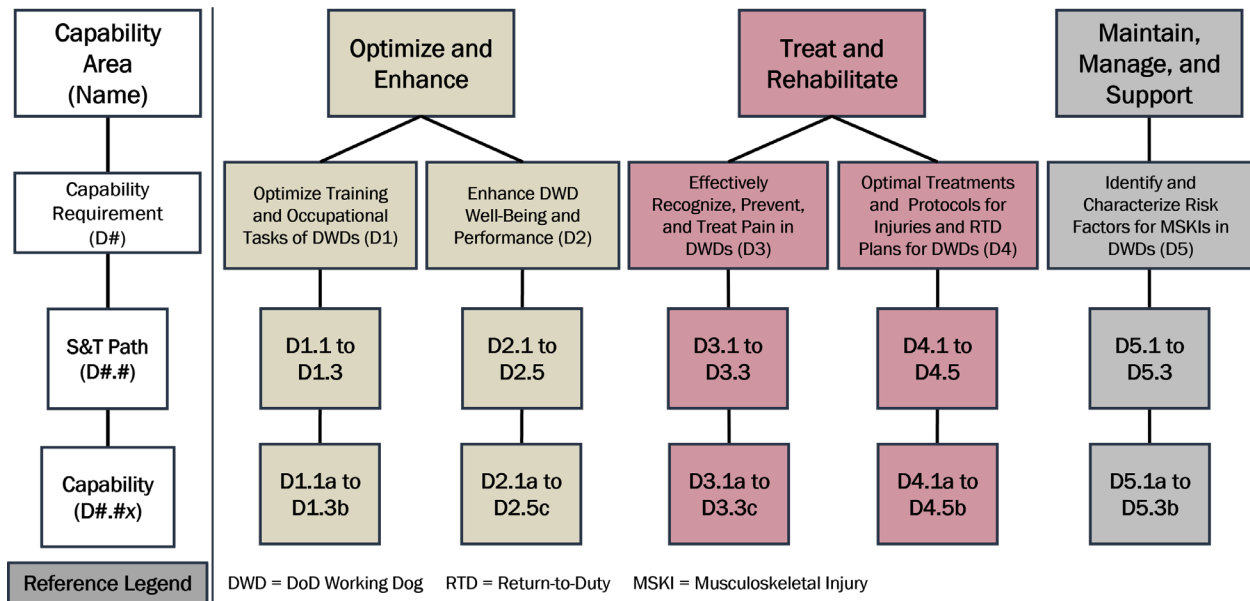 Capability
Area
(Name)
Optimize and
Enhance
Treat and
Rehabilitate
Maintain,
Manage, and
Support
Capability
Requirement
(D#)
Optimize Training
and Occupational
Tasks of DWDs (D1)
Enhance DWD
Well-Being and
Performance (D2)
Effectively
Recognize, Prevent,
and Treat Pain in
DWDs (D3)
Optimal Treatments
and Protocols for
Injuries and RTD
Plans for DWDs (D4)
Identify and
Characterize Risk
Factors for MSKIs in
DWDs (D5)
S&T Path
(D#.#)
D1.1 to
D1.3
D2.1 to
D2.5
D3.1 to
D3.3
D4.1 to
D4.5
D5.1 to
D5.3
Capability
(D#.#x)
D1.1a to
D1.3b
D2.1a to
D2.5c
D3.1a to
D3.3c
D4.1a to
D4.5b
D5.1a to
D5.3b
Reference Legend
DWD = DoD Working Dog RTD = Return-to-Duty MSKI = Musculoskeletal Injury